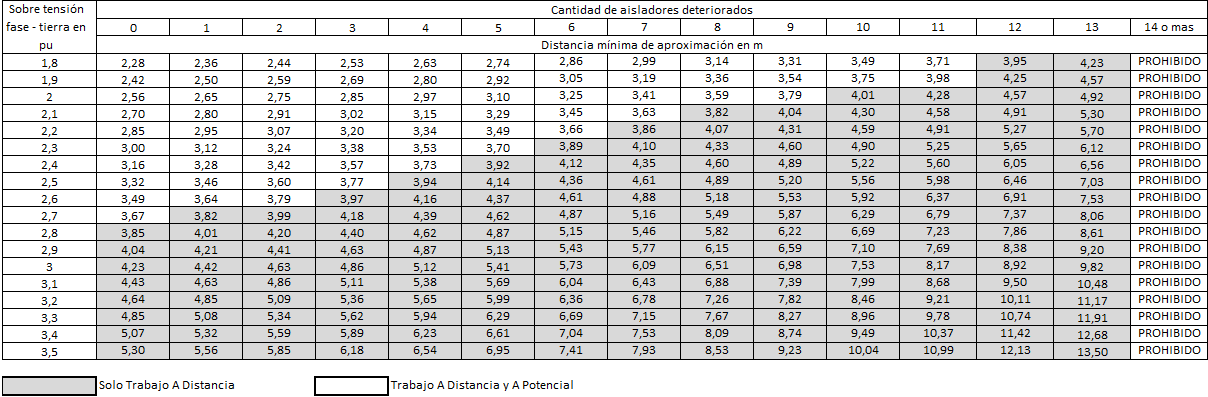 Sobre tensión fase - tierra en pu
Cantidad de aisladores deteriorados
0 1 2 3 4 5 6 7 8 9 10 11 12 13 14 o mas
Distancia mínima de aproximación en m
1,8 2,28 2,36 2,44 2,53 2,63 2,74 2,86 2,99 3,14 3,31 3,49 3,71 3,95 4,23 PROHIBIDO
1,9 2,42 2,50 2,59 2,69 2,80 2,92 3,05 3,19 3,36 3,54 3,75 3,98 4,25 4,57 PROHIBIDO
2 2,56 2,65 2,75 2,85 2,97 3,10 3,25 3,41 3,59 3,79 4,01 4,28 4,57 4,92 PROHIBIDO
2,1 2,70 2,80 2,91 3,02 3,15 3,29 3,45 3,63 3,82 4,04 4,30 4,58 4,91 5,30 PROHIBIDO
2,2 2,85 2,95 3,07 3,20 3,34 3,49 3,66 3,86 4,07 4,31 4,59 4,91 5,27 5,70 PROHIBIDO
2,3 3,00 3,12 3,24 3,38 3,53 3,70 3,89 4,10 4,33 4,60 4,90 5,25 5,65 6,12 PROHIBIDO
2,4 3,16 3,28 3,42 3,57 3,73 3,92 4,12 4,35 4,60 4,89 5,22 5,60 6,05 6,56 PROHIBIDO
2,5 3,32 3,46 3,60 3,77 3,94 4,14 4,36 4,61 4,89 5,20 5,56 5,98 6,46 7,03 PROHIBIDO
2,6 3,49 3,64 3,79 3,97 4,16 4,37 4,61 4,88 5,18 5,53 5,92 6,37 6,91 7,53 PROHIBIDO
2,7 3,67 3,82 3,99 4,18 4,39 4,62 4,87 5,16 5,49 5,87 6,29 6,79 7,37 8,06 PROHIBIDO
2,8 3,85 4,01 4,20 4,40 4,62 4,87 5,15 5,46 5,82 6,22 6,69 7,23 7,86 8,61 PROHIBIDO
2,9 4,04 4,21 4,41 4,63 4,87 5,13 5,43 5,77 6,15 6,59 7,10 7,69 8,38 9,20 PROHIBIDO
3 4,23 4,42 4,63 4,86 5,12 5,41 5,73 6,09 6,51 6,98 7,53 8,17 8,92 9,82 PROHIBIDO
3,1 4,43 4,63 4,86 5,11 5,38 5,69 6,04 6,43 6,88 7,39 7,99 8,68 9,50 10,48 PROHIBIDO
3,2 4,64 4,85 5,09 5,36 5,65 5,99 6,36 6,78 7,26 7,82 8,46 9,21 10,11 11,17 PROHIBIDO
3,3 4,85 5,08 5,34 5,62 5,94 6,29 6,69 7,15 7,67 8,27 8,96 9,78 10,74 11,91 PROHIBIDO
3,4 5,07 5,32 5,59 5,89 6,23 6,61 7,04 7,53 8,09 8,74 9,49 10,37 11,42 12,68 PROHIBIDO
3,5 5,30 5,56 5,85 6,18 6,54 6,95 7,41 7,93 8,53 9,23 10,04 10,99 12,13 13,50 PROHIBIDO
Solo Trabajo A Distancia
Trabajo A Distancia y A Potencial